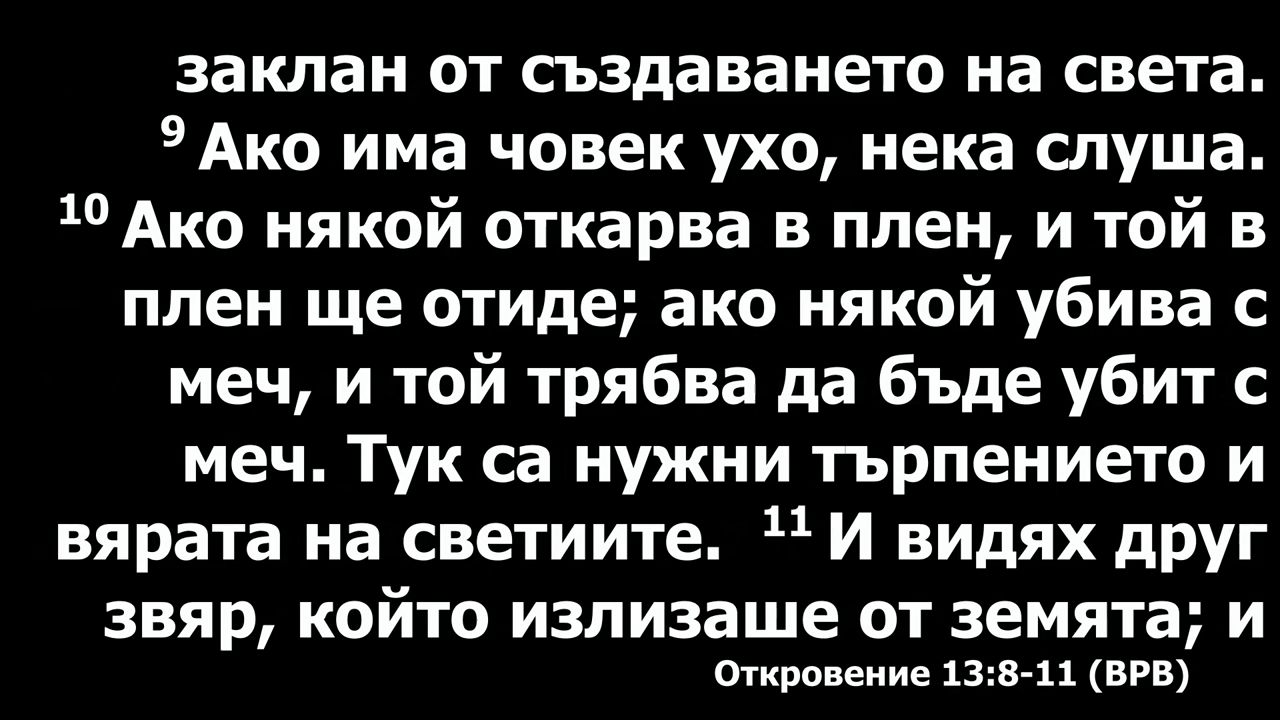 заклан от създаването на света.
9 Ако има човек ухо, нека слуша.
10 Ако някой откарва в плен, и той в
плен ще отиде; ако някой убива с
меч, и той трябва да бъде убит с
меч. Тук са нужни търпението и
вярата на светиите. 11 И видях друг
звяр, който излизаше от земята; и
Откровение 13:8-11 (ВРВ)